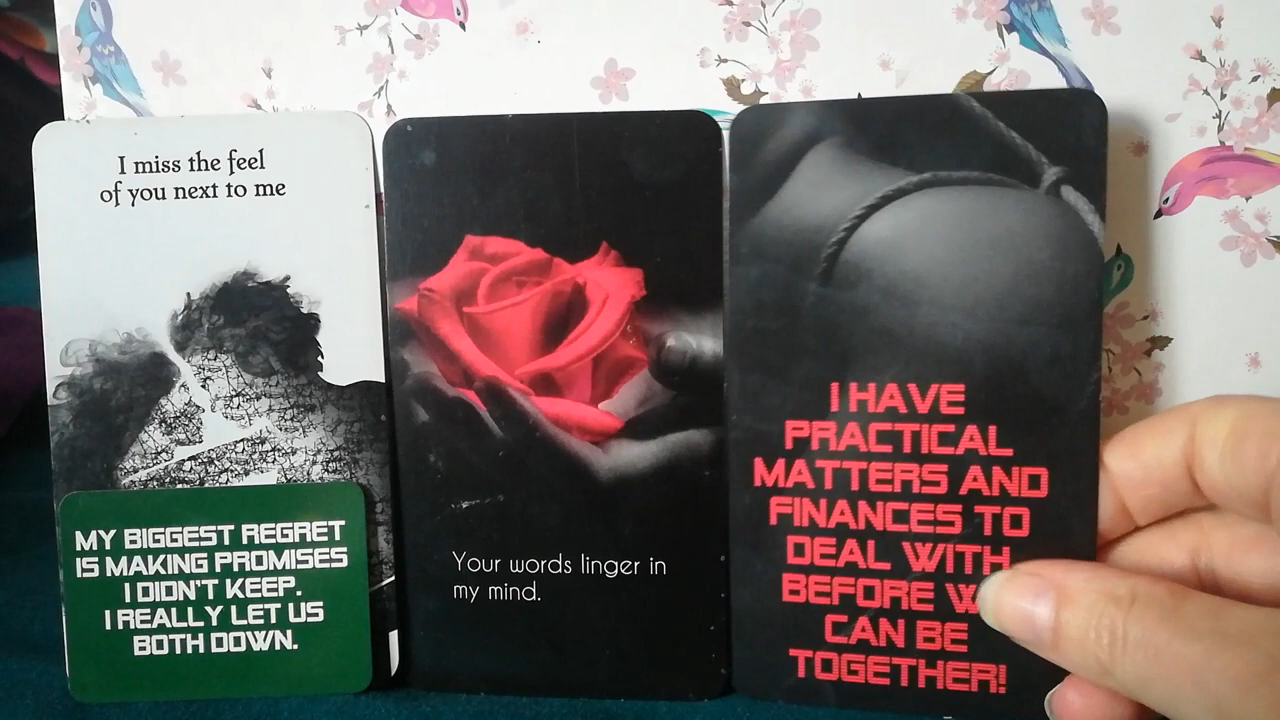 I miss the feel
of you next to me
MY BIGGEST REGRET
IS MAKING PROMISES
I DIDN'T KEEP.
I REALLY LET US
BOTH DOWN.
Your words linger in
my mind.
I HAVE
PRACTICAL
MATTERS AND
FINANCES TO
DEAL WITH
BEFORE
CAN BE
TOGETHER!